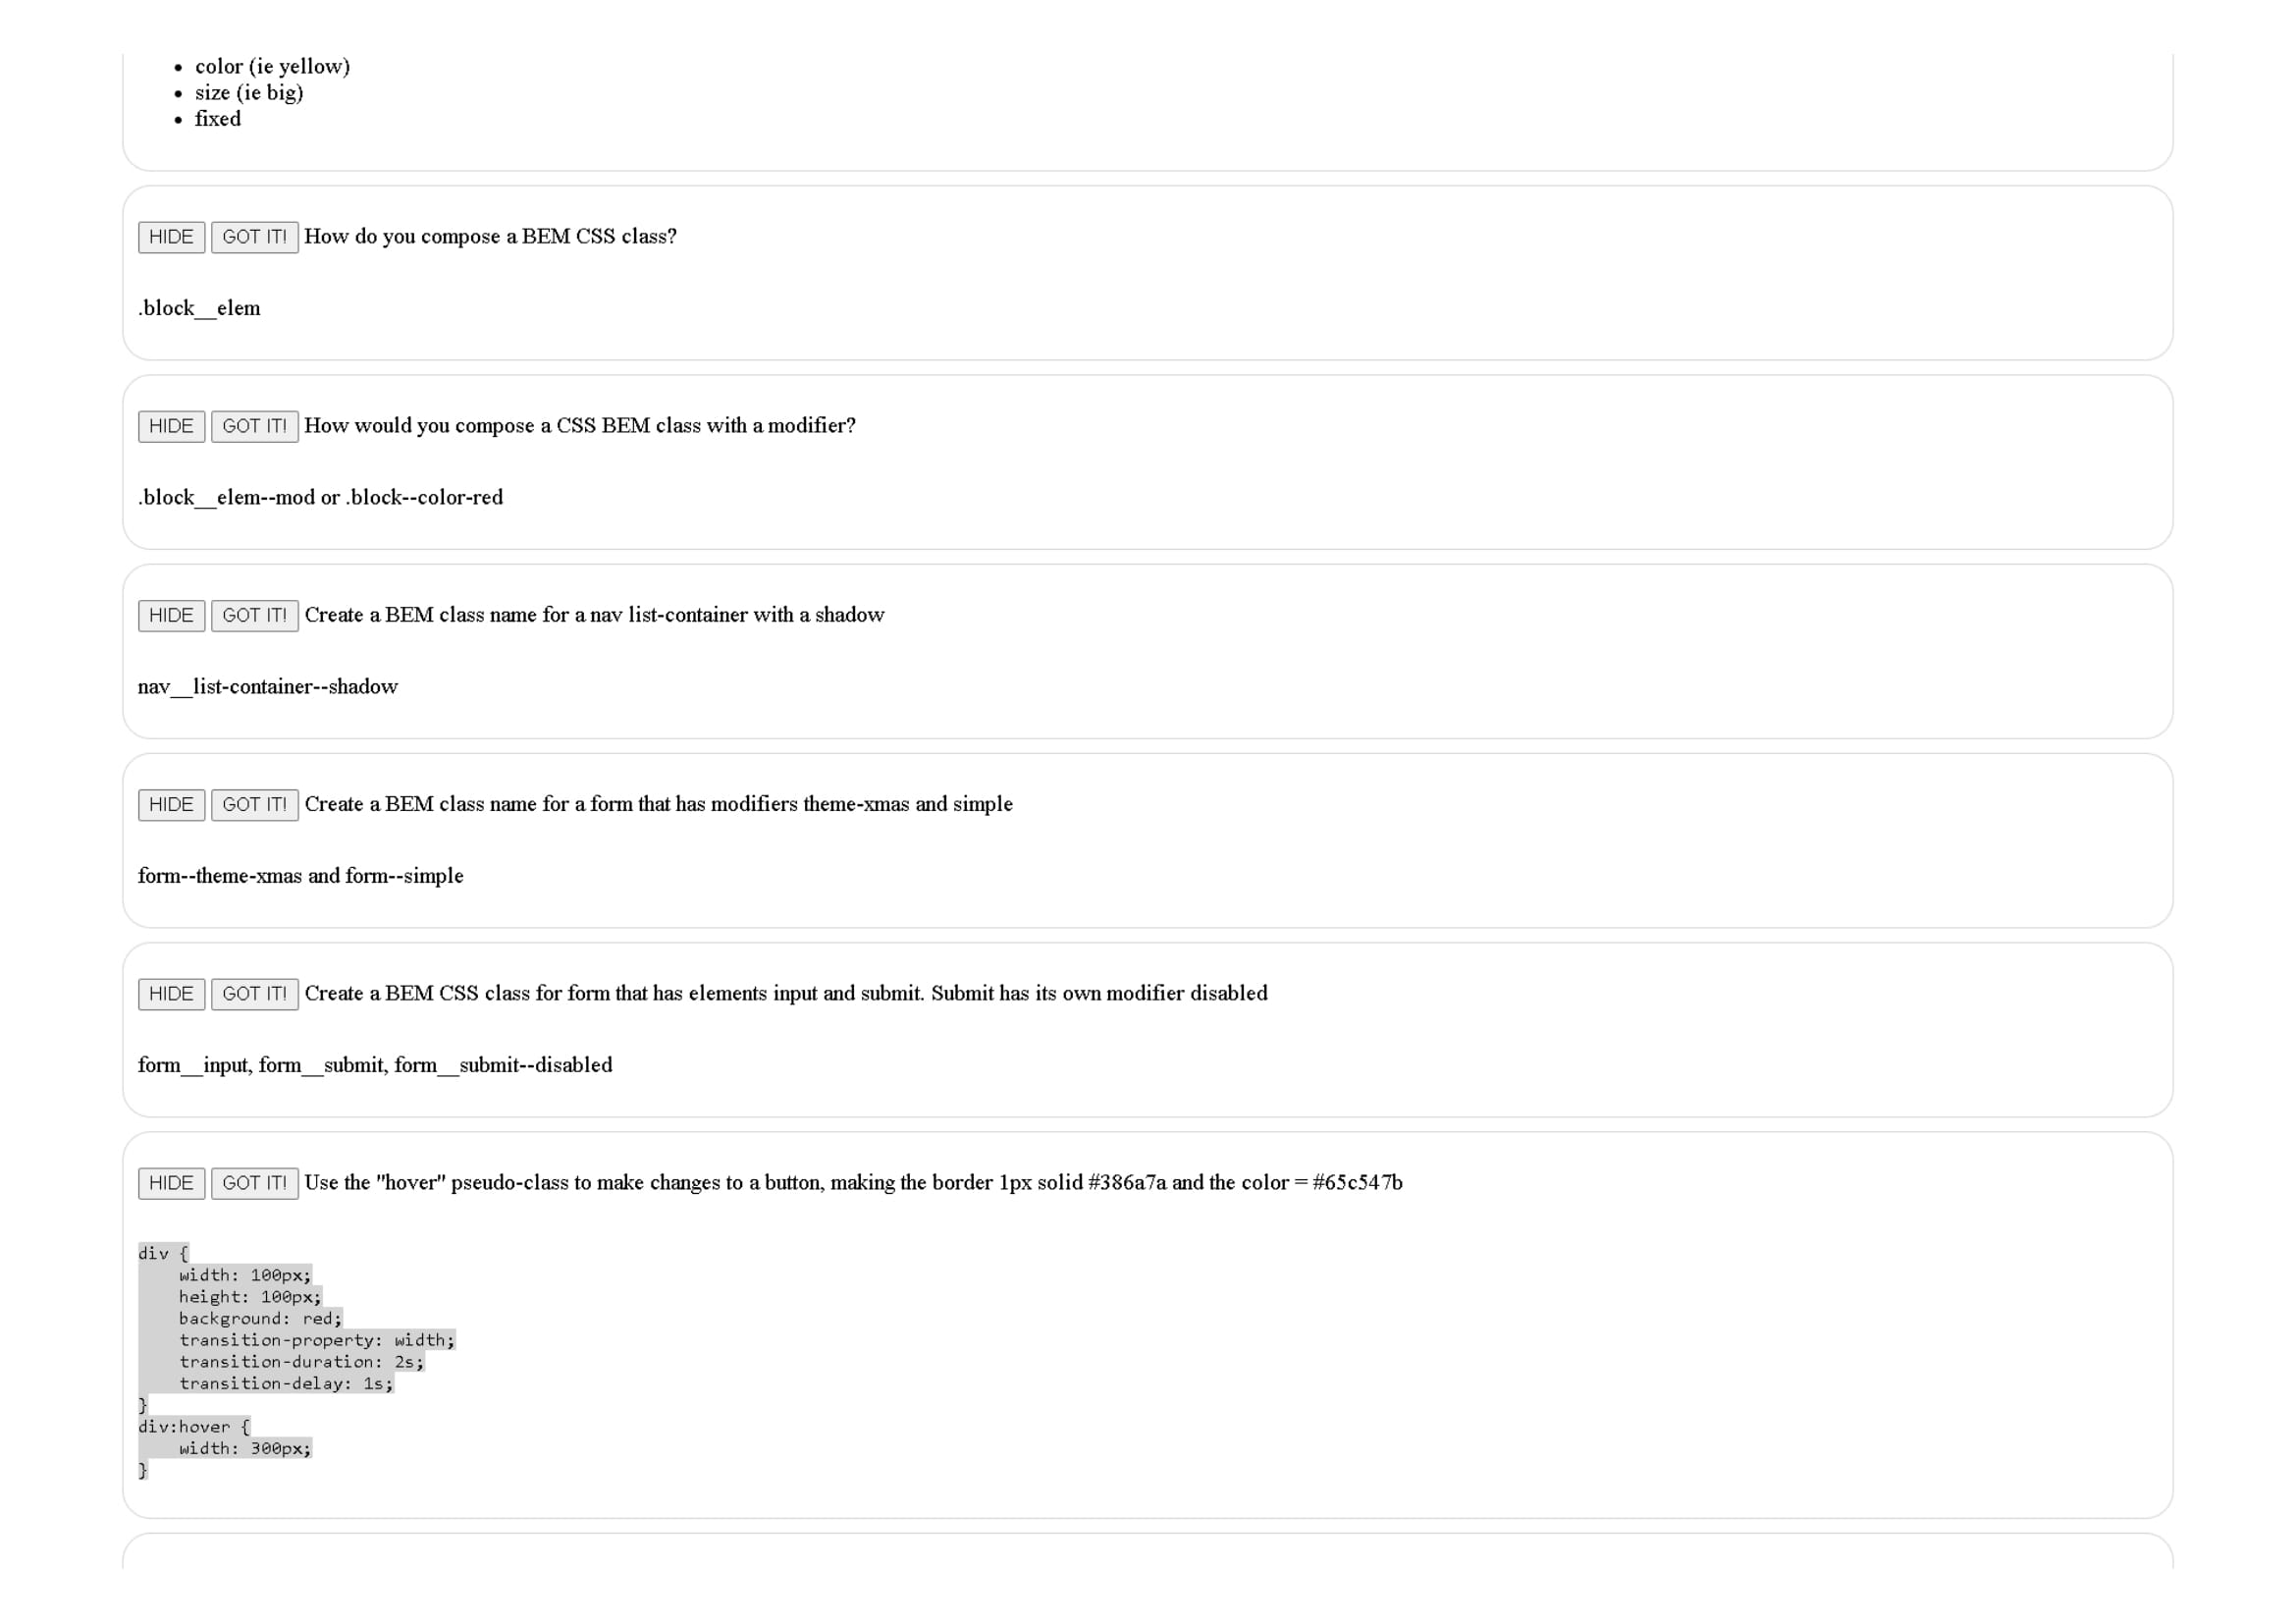 • color (ie yellow)
• size (ie big)
• fixed
HIDE GOT IT! How do you compose a BEM CSS class?
.block__elem
HIDE GOT IT! How would you compose a CSS BEM class with a modifier?
.block__elem--mod or .block--color-red
HIDE GOT IT! Create a BEM class name for a nav list-container with a shadow
nav__list-container--shadow
HIDE GOT IT! Create a BEM class name for a form that has modifiers theme-xmas and simple
form--theme-xmas and form--simple
HIDE GOT IT! Create a BEM CSS class for form that has elements input and submit. Submit has its own modifier disabled
form__input, form__submit, form__submit--disabled
HIDE GOT IT! Use the "hover" pseudo-class to make changes to a button, making the border 1px solid #386a7a and the color = #65c547b
div {
    width: 100px;
    height: 100px;
    background: red;
    transition-property: width;
    transition-duration: 2s;
    transition-delay: 1s;
}
div:hover {
    width: 300px;
}